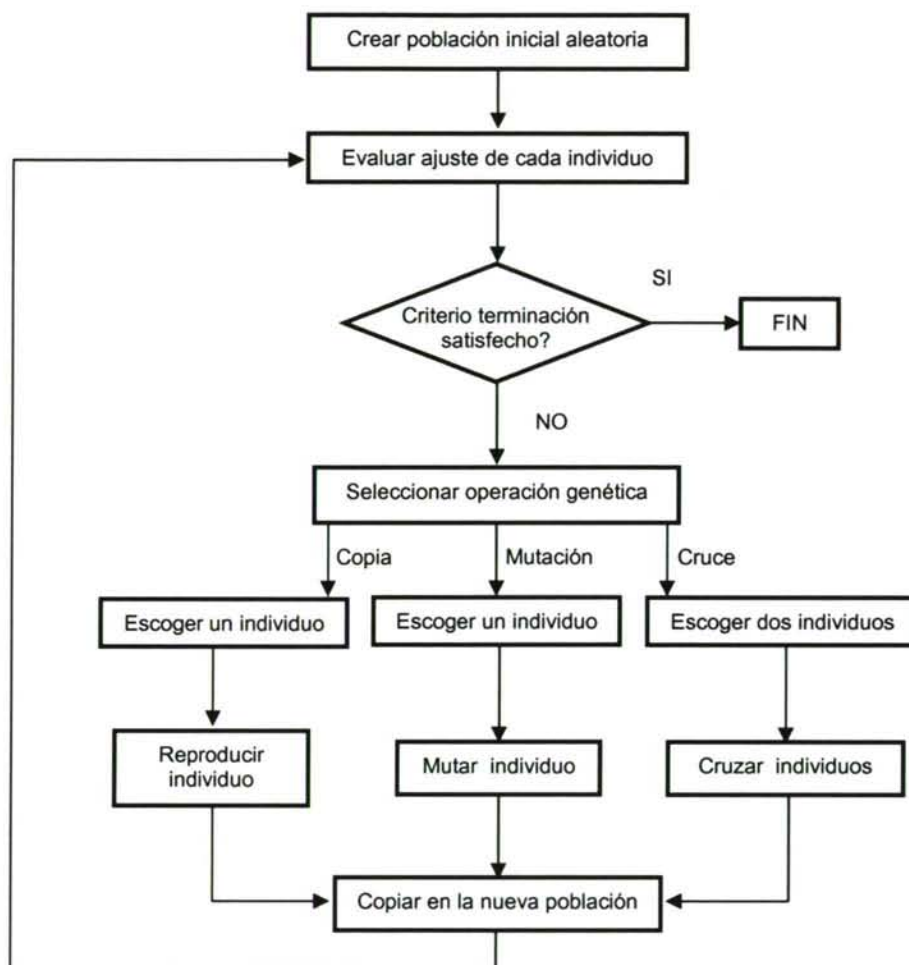 Crear población inicial aleatoria
Evaluar ajuste de cada individuo
Criterio terminación
satisfecho?
SI
FIN
NO
Seleccionar operación genética
Copia
Mutación
Cruce
Escoger un individuo
Escoger un individuo
Escoger dos individuos
Reproducir
individuo
Mutar individuo
Cruzar individuos
Copiar en la nueva población